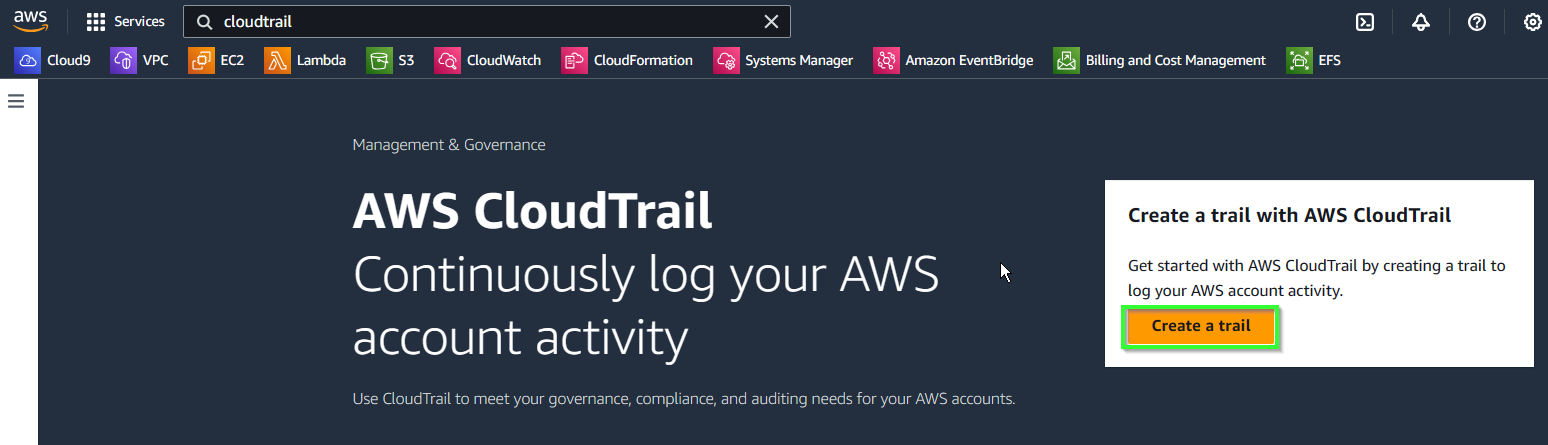 aws Services cloudtrail
Cloud9 VPC EC2 Lambda S3 CloudWatch CloudFormation Systems Manager Amazon EventBridge Billing and Cost Management EFS
Management & Governance
AWS CloudTrail
Continuously log your AWS
account activity
Use CloudTrail to meet your governance, compliance, and auditing needs for your AWS accounts.
Create a trail with AWS CloudTrail
Get started with AWS CloudTrail by creating a trail to
log your AWS account activity.
Create a trail